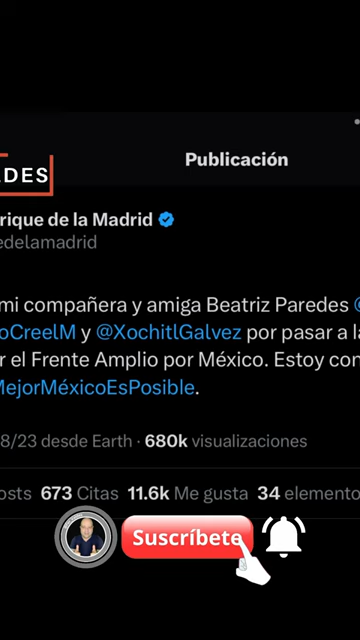 Publicación
DES
rique de la Madrid
edelamadrid
mi compañera y amiga Beatriz Paredes @
oCreelM y @XochitlGalvez por pasar a la
r el Frente Amplio por México. Estoy con
MejorMéxicoEsPosible.
8/23 desde Earth · 680k visualizaciones
osts 673 Citas 11.6k Me gusta 34 elemento
Suscríbete